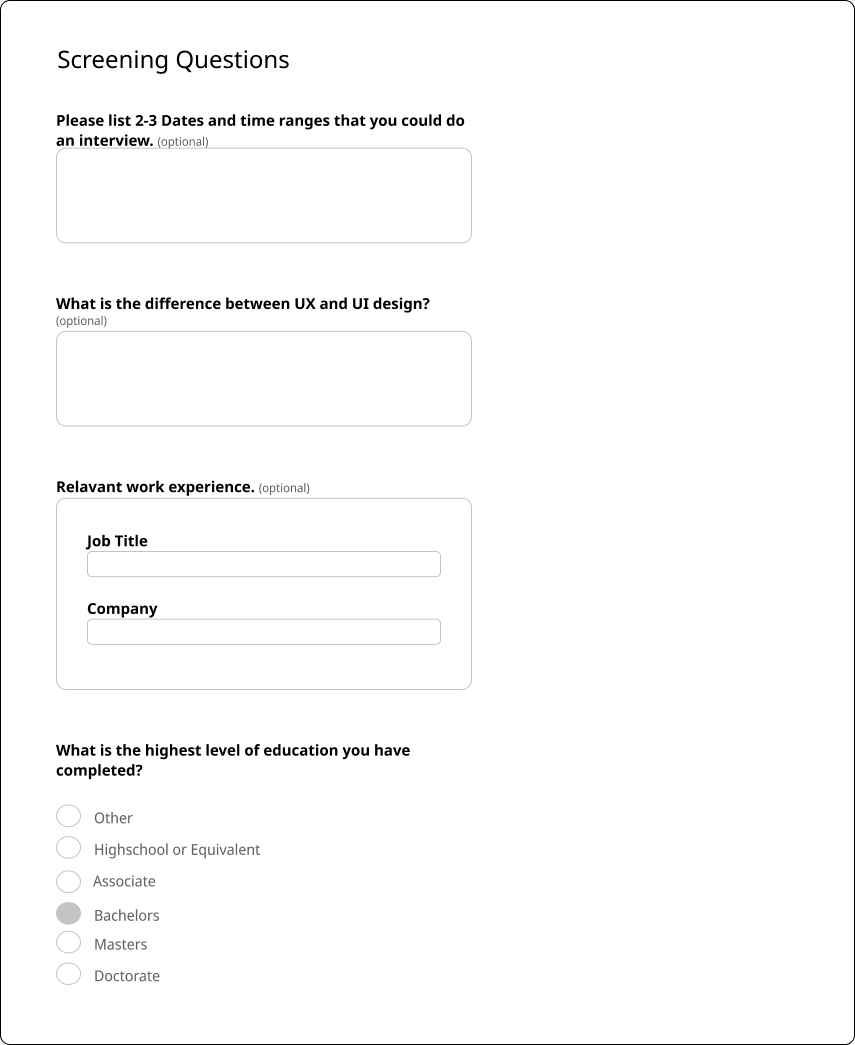 Screening Questions
Please list 2-3 Dates and time ranges that you could do
an interview. (optional)
What is the difference between UX and UI design?
(optional)
Relavant work experience. (optional)
Job Title
Company
What is the highest level of education you have
completed?
Other
Highschool or Equivalent
Associate
Bachelors
Masters
Doctorate